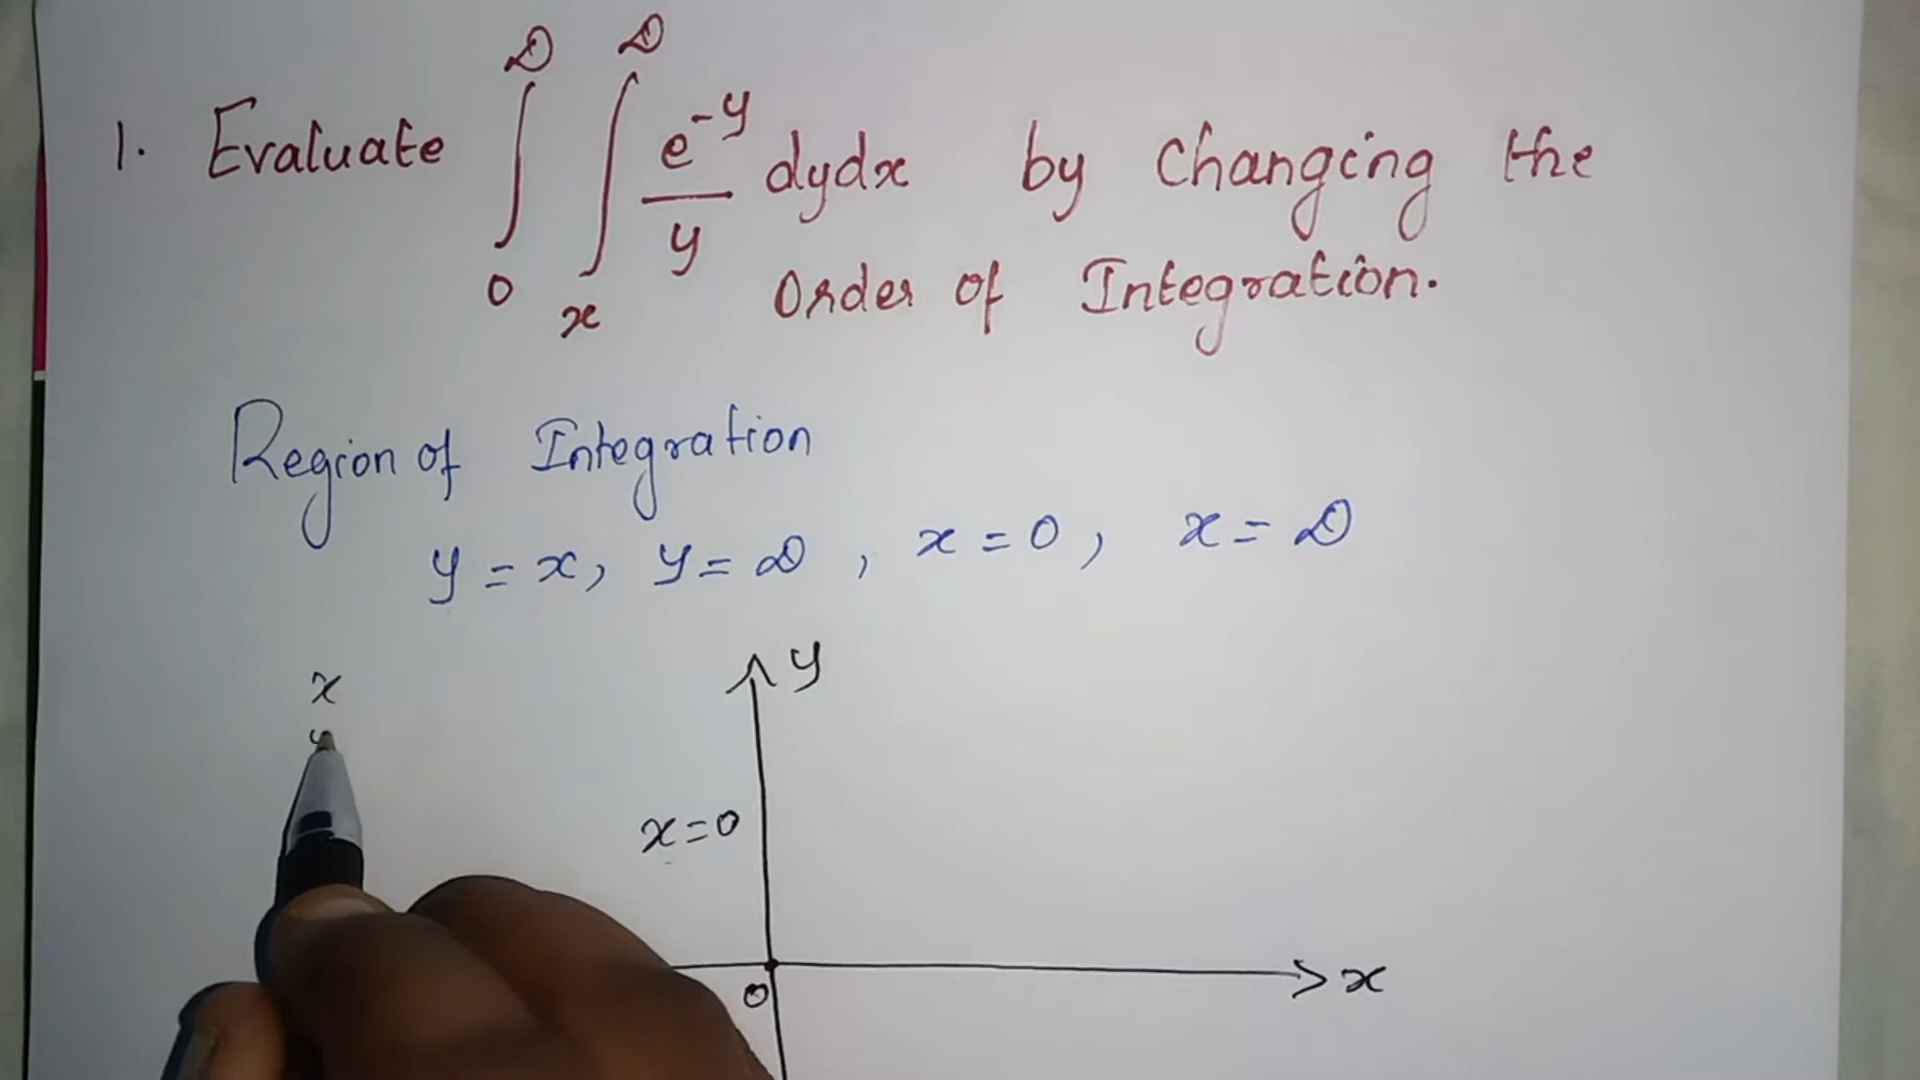 1. Evaluate ∫₀^∞ ∫ₓ^∞ e^-y/y dydx by changing the
Order of Integration.
Region of Integration
y = x, y = ∞, x = 0, x = ∞
y
x
x=0
x
0